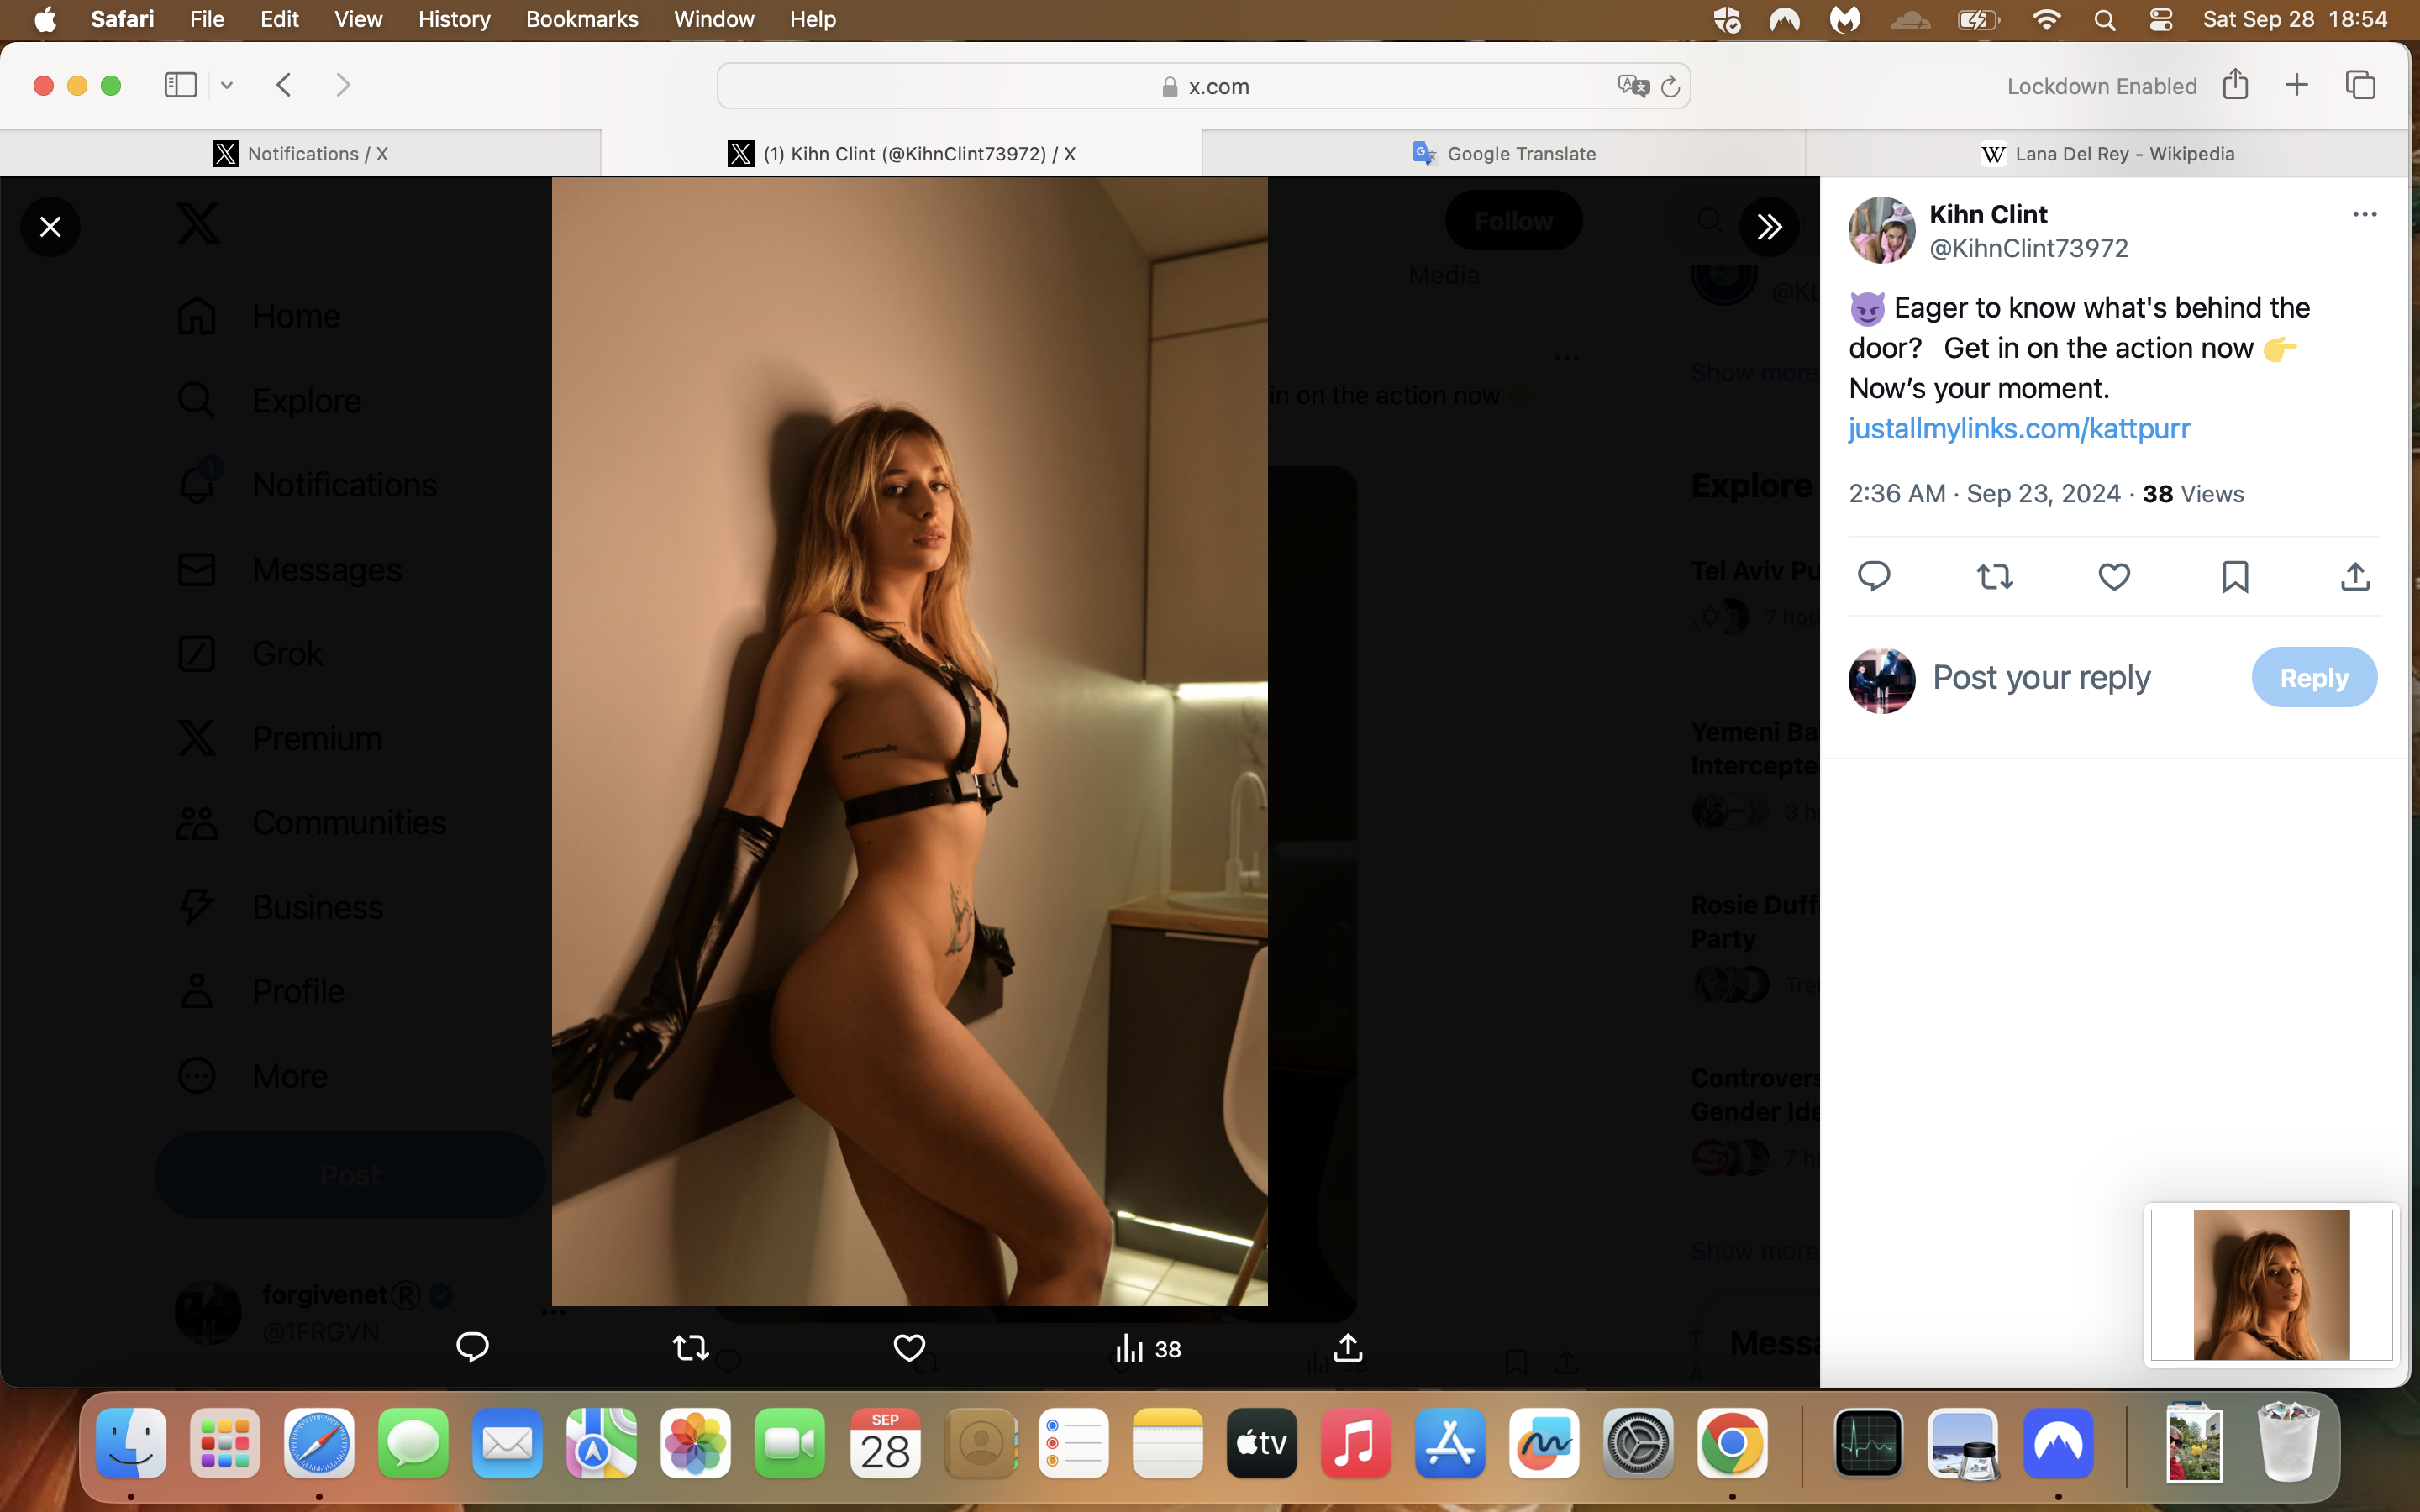 Safari File Edit View History Bookmarks Window Help Sat Sep 28 18:54
x.com Lockdown Enabled
Notifications / X (1) Kihn Clint (@KihnClint73972) / X Google Translate W Lana Del Rey - Wikipedia
Follow
Home
Explore
1
Notifications
Messages
Grok
Premium
Communities
Business
Profile
More
Post
forgivenet®
@1FRGVN
Media
@Kt
Show more
in on the action now
Explore
Tel Aviv Pu
7 hou
Yemeni Ba
Intercepte
3 h
Rosie Duff
Party
Tre
Controvers
Gender Ide
7 h
Show more
Messa
38
Kihn Clint
@KihnClint73972
😈 Eager to know what's behind the
door? Get in on the action now 👉
Now’s your moment.
justallmylinks.com/kattpurr
2:36 AM · Sep 23, 2024 · 38 Views
Post your reply Reply
SEP
28
tv